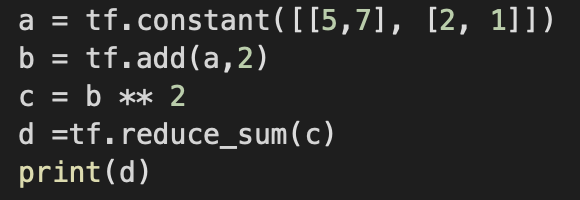 a = tf.constant([[5,7], [2, 1]])
b = tf.add(a,2)
c = b ** 2
d =tf.reduce_sum(c)
print(d)